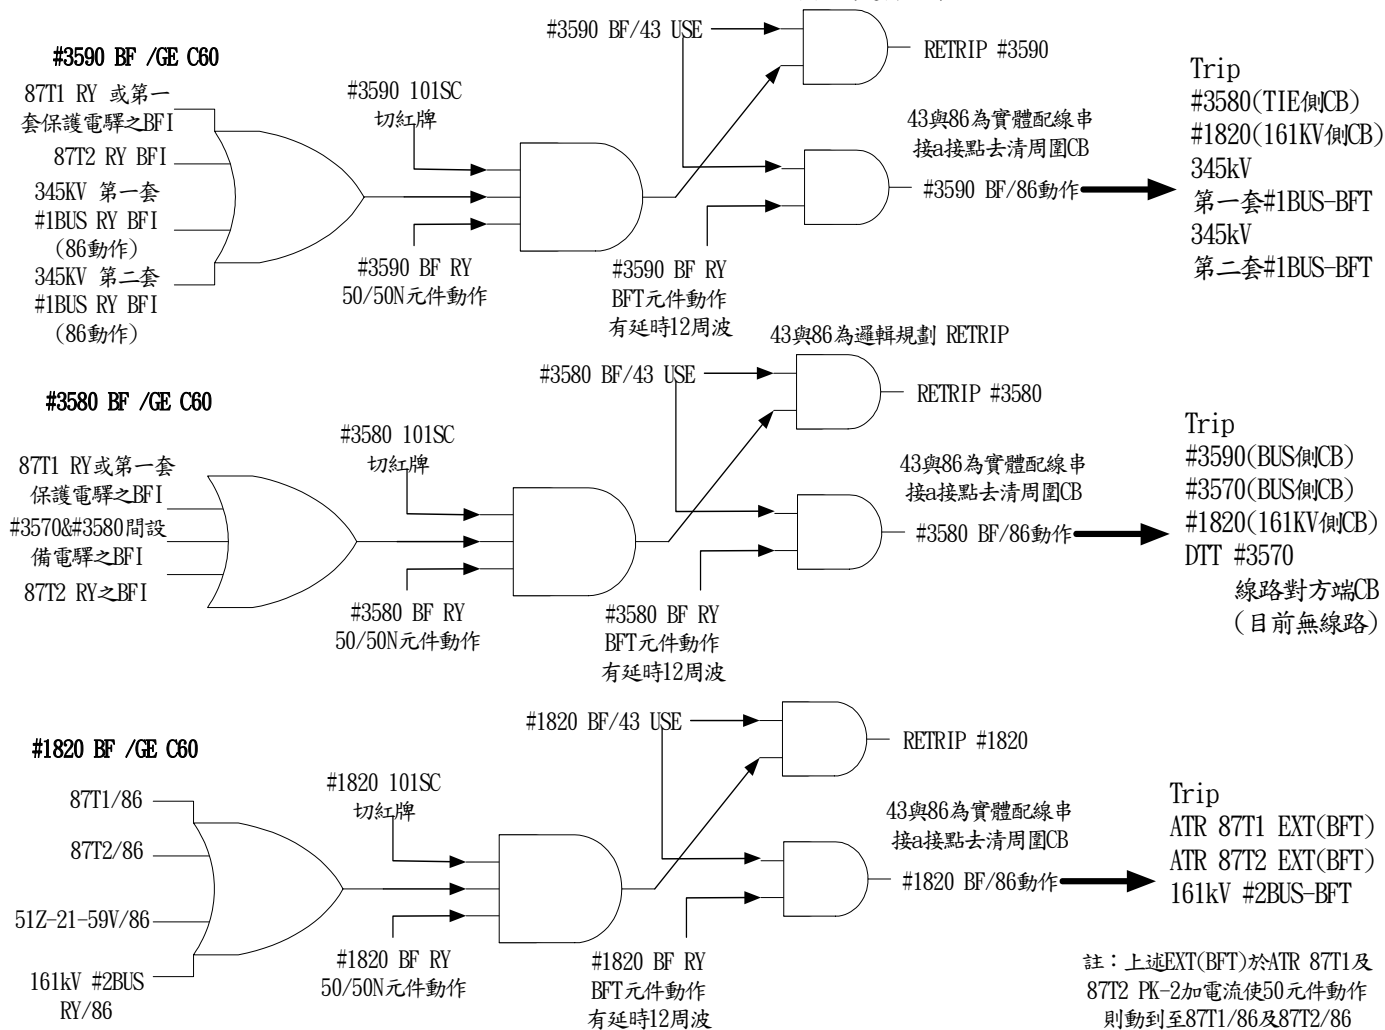 #3590 BF /GE C60
87T1 RY 或第一
套保護電驛之BFI
87T2 RY BFI
345KV 第一套
#1BUS RY BFI
(86動作)
345KV 第二套
#1BUS RY BFI
(86動作)
#3590 101SC
切紅牌
#3590 BF RY
50/50N元件動作
#3590 BF/43 USE
RETRIP #3590
43與86為實體配線串
接a接點去清周圍CB
#3590 BF/86動作
#3590 BF RY
BFT元件動作
有延時12周波
Trip
#3580(TIE側CB)
#1820(161KV側CB)
345kV
第一套#1BUS-BFT
345kV
第二套#1BUS-BFT
#3580 BF /GE C60
87T1 RY或第一套
保護電驛之BFI
#3570&#3580間設
備電驛之BFI
87T2 RY之BFI
#3580 101SC
切紅牌
#3580 BF RY
50/50N元件動作
43與86為邏輯規劃 RETRIP
#3580 BF/43 USE
RETRIP #3580
43與86為實體配線串
接a接點去清周圍CB
#3580 BF/86動作
#3580 BF RY
BFT元件動作
有延時12周波
Trip
#3590(BUS側CB)
#3570(BUS側CB)
#1820(161KV側CB)
DTT #3570
線路對方端CB
(目前無線路)
#1820 BF /GE C60
87T1/86
87T2/86
51Z-21-59V/86
161kV #2BUS
RY/86
#1820 101SC
切紅牌
#1820 BF RY
50/50N元件動作
#1820 BF/43 USE
RETRIP #1820
43與86為實體配線串
接a接點去清周圍CB
#1820 BF/86動作
#1820 BF RY
BFT元件動作
有延時12周波
Trip
ATR 87T1 EXT(BFT)
ATR 87T2 EXT(BFT)
161kV #2BUS-BFT
註：上述EXT(BFT)於ATR 87T1及
87T2 PK-2加電流使50元件動作
則動到至87T1/86及87T2/86